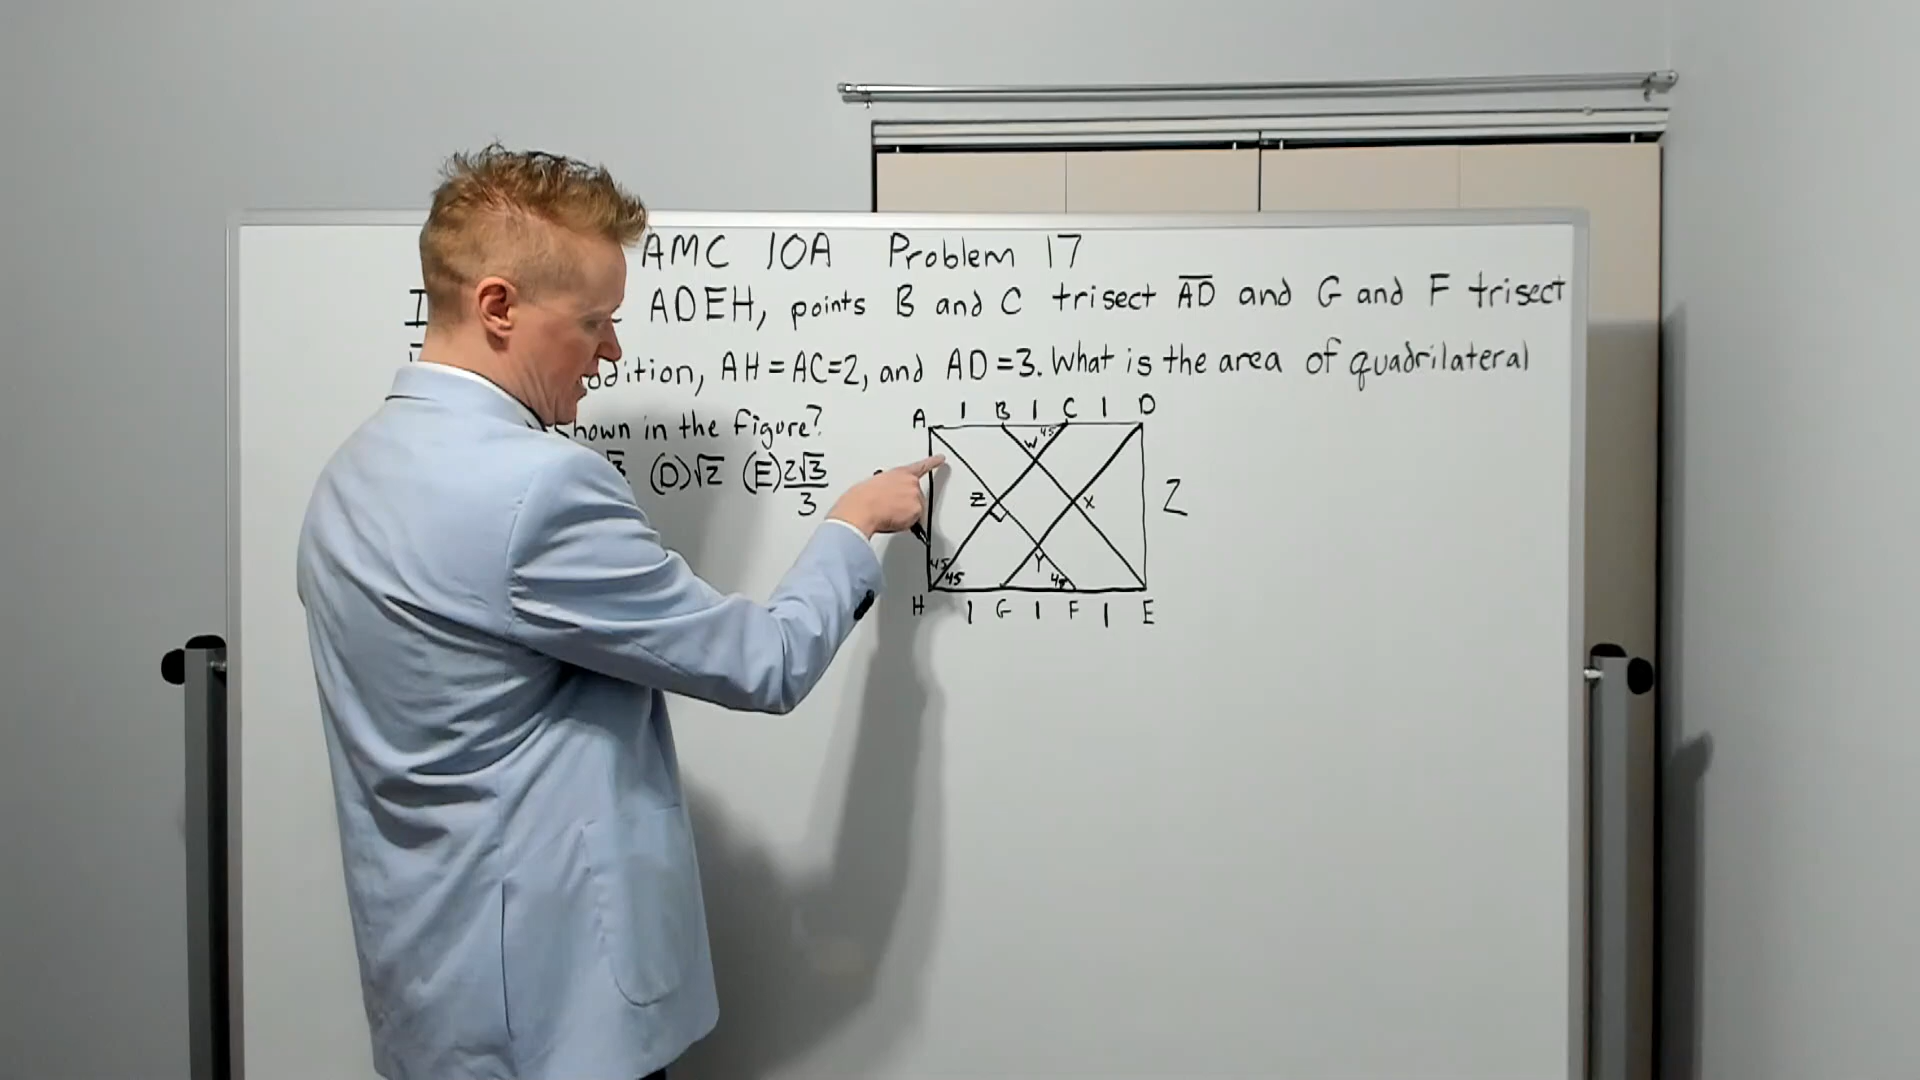 AMC 10A Problem 17
ADEH, points B and C trisect AD and G and F trisect
AH = AC=2, and AD =3. What is the area of quadrilateral
shown in the figure?
(D)√2 (E)2√3/3
A 1 B 1 C 1 D
W 45
Z X
2
45 45 Y 45
H 1 G 1 F 1 E